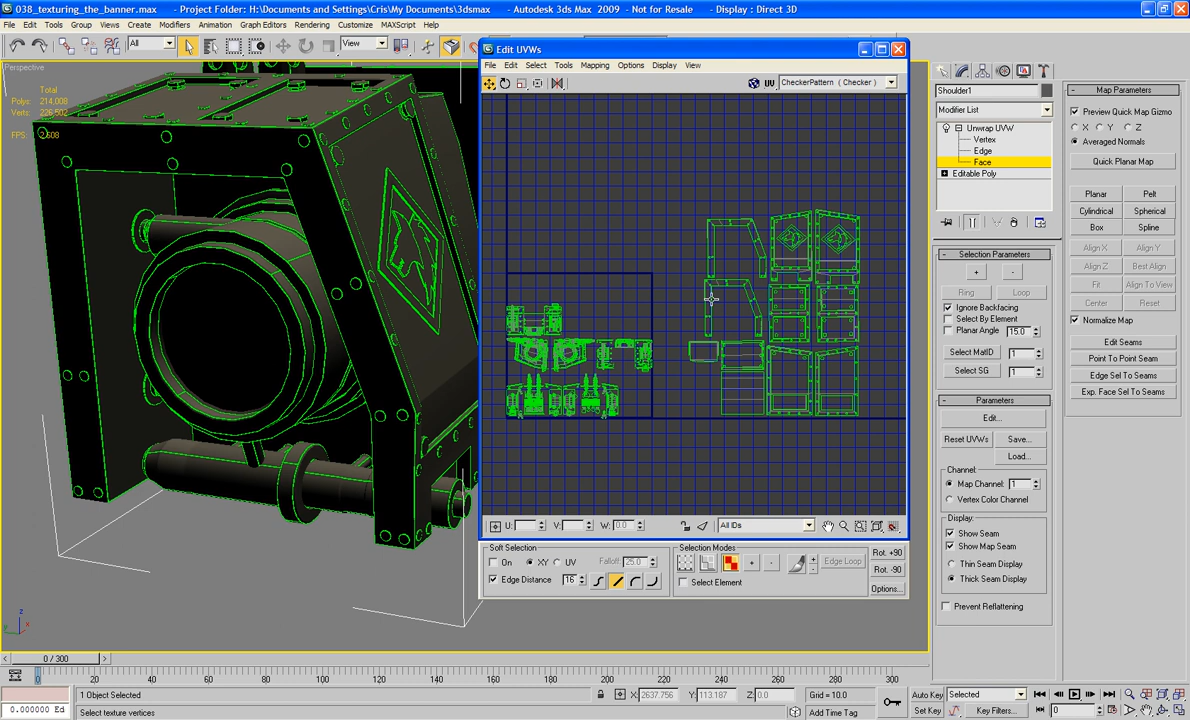 038_texturing_the_banner.max - Project Folder: H:\Documents and Settings\Cris\My Documents\3dsmax - Autodesk 3ds Max 2009 - Not for Resale - Display : Direct 3D
File Edit Tools Group Views Create Modifiers Animation Graph Editors Rendering Customize MAXScript Help
All View
Perspective
Total
Polys: 214,008
Verts: 226,502
FPS:
Edit UVWs
File Edit Select Tools Mapping Options Display View
UV CheckerPattern ( Checker )
U: V: W: 0.0 All IDs
Soft Selection
On XY UV Falloff: 25.0
Edge Distance 16
Selection Modes
Edge Loop
Select Element
Rot. +90
Rot. -90
Options...
Shoulder1
Modifier List
Unwrap UVW
Vertex
Edge
Face
Editable Poly
Selection Parameters
+ -
Ring Loop
Ignore Backfacing
Select By Element
Planar Angle 15.0
Select MatID 1
Select SG 1
Parameters
Edit...
Reset UVWs Save...
Load...
Channel:
Map Channel: 1
Vertex Color Channel
Display:
Show Seam
Show Map Seam
Thin Seam Display
Thick Seam Display
Prevent Reflattening
Map Parameters
Preview Quick Map Gizmo
X Y Z
Averaged Normals
Quick Planar Map
Planar Pelt
Cylindrical Spherical
Box Spline
Align X Align Y
Align Z Best Align
Fit Align To View
Center Reset
Normalize Map
Edit Seams
Point To Point Seam
Edge Sel To Seams
Exp. Face Sel To Seams
0 / 300
0 20 40 60 80 100 120 140 160 180 200 220 240 260 280 300
1 Object Selected X: 2637.756 Y: 113.187 Z: 0.0 Grid = 10.0 Auto Key Selected
0.000000 Ed Select texture vertices Add Time Tag Set Key Key Filters... 0